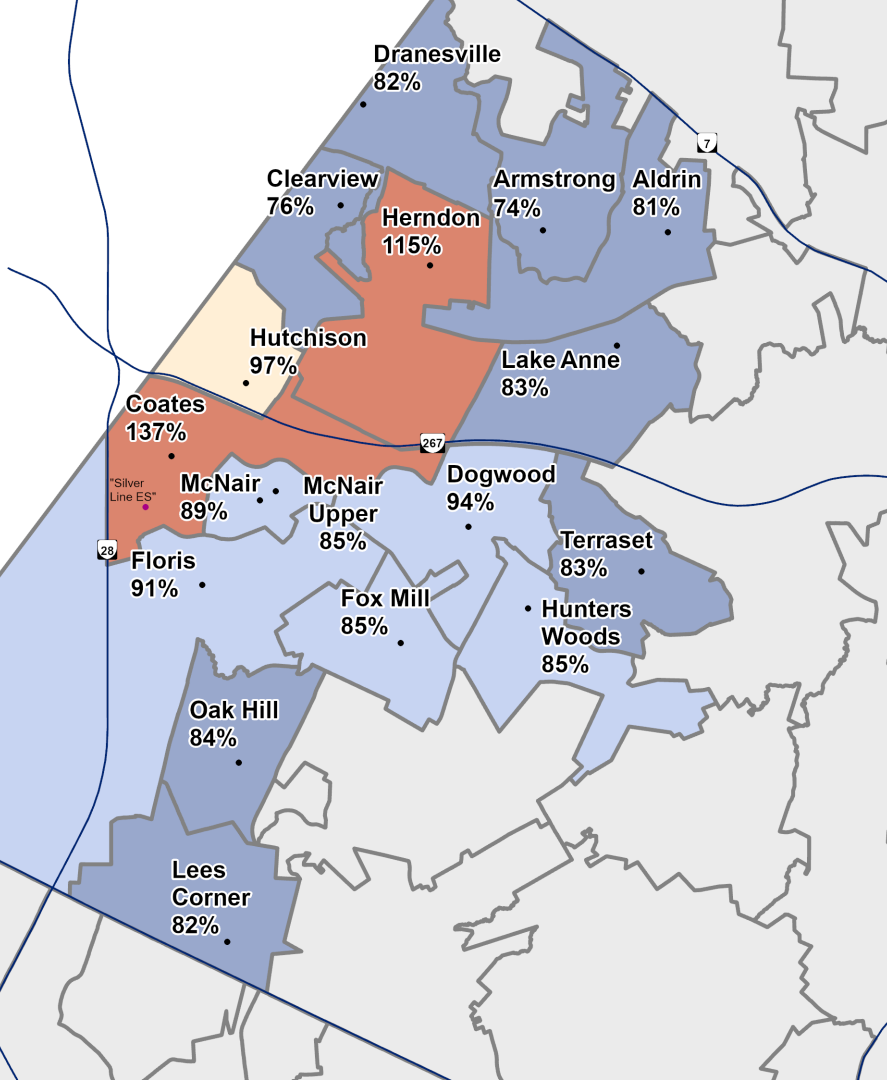 Dranesville
82%
7
Clearview
76%
Armstrong
74%
Aldrin
81%
Herndon
115%
Hutchison
97%
Lake Anne
83%
Coates
137%
267
"Silver
Line ES"
McNair
89%
McNair
Upper
85%
Dogwood
94%
28
Floris
91%
Terraset
83%
Fox Mill
85%
Hunters
Woods
85%
Oak Hill
84%
Lees
Corner
82%